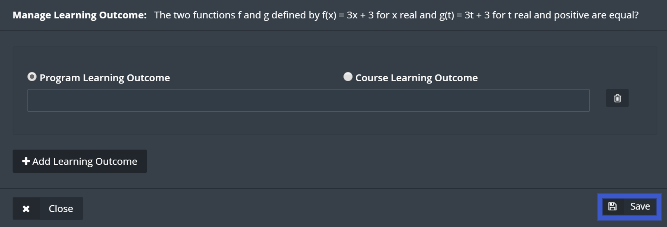 Manage Learning Outcome: The two functions f and g defined by f(x) = 3x + 3 for x real and g(t) = 3t + 3 for t real and positive are equal?
Program Learning Outcome Course Learning Outcome
+ Add Learning Outcome
× Close Save